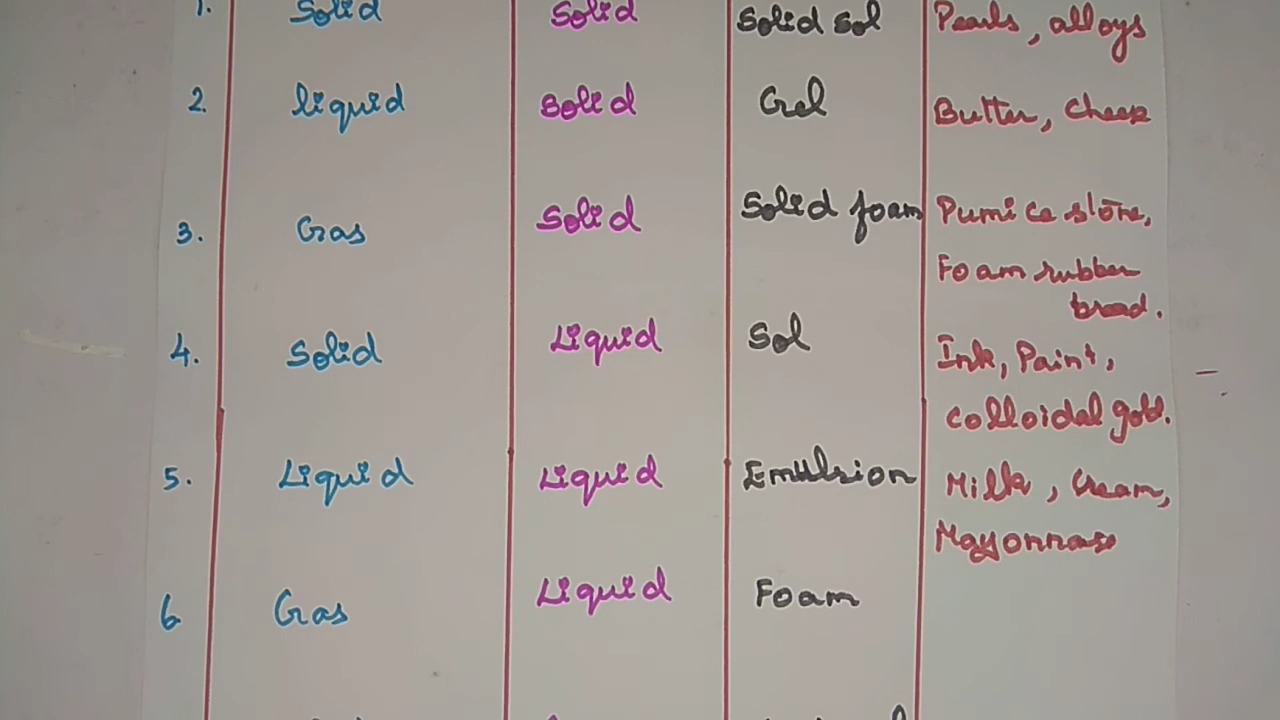 1. Solid Solid Solid sol Pearls, alloys
2. liquid Solid Gel Butter, Cheese
3. Gas Solid Solid foam Pumice stone,
Foam rubber
bread.
4. Solid Liquid Sol Ink, Paint,
colloidal gold.
5. Liquid Liquid Emulsion Milk, Cream,
Mayonnase
6 Gas Liquid Foam